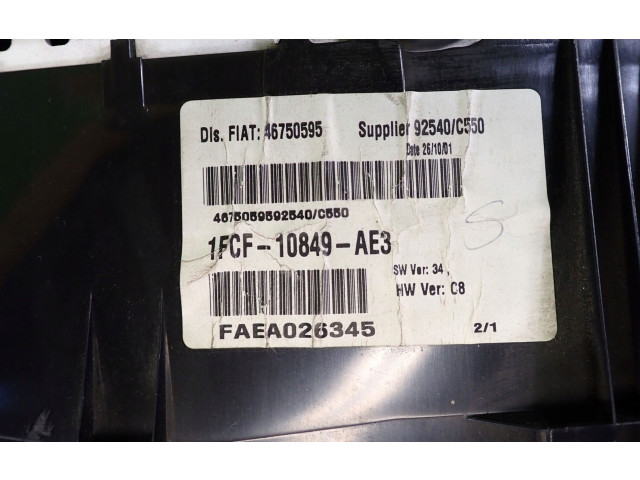 Dis. FIAT: 46750595 Supplier 92540/C550
Date 26/10/01
4675059592540/C550
1FCF-10849-AE3
SW Ver: 34
HW Ver: C8
FAEA026345
2/1